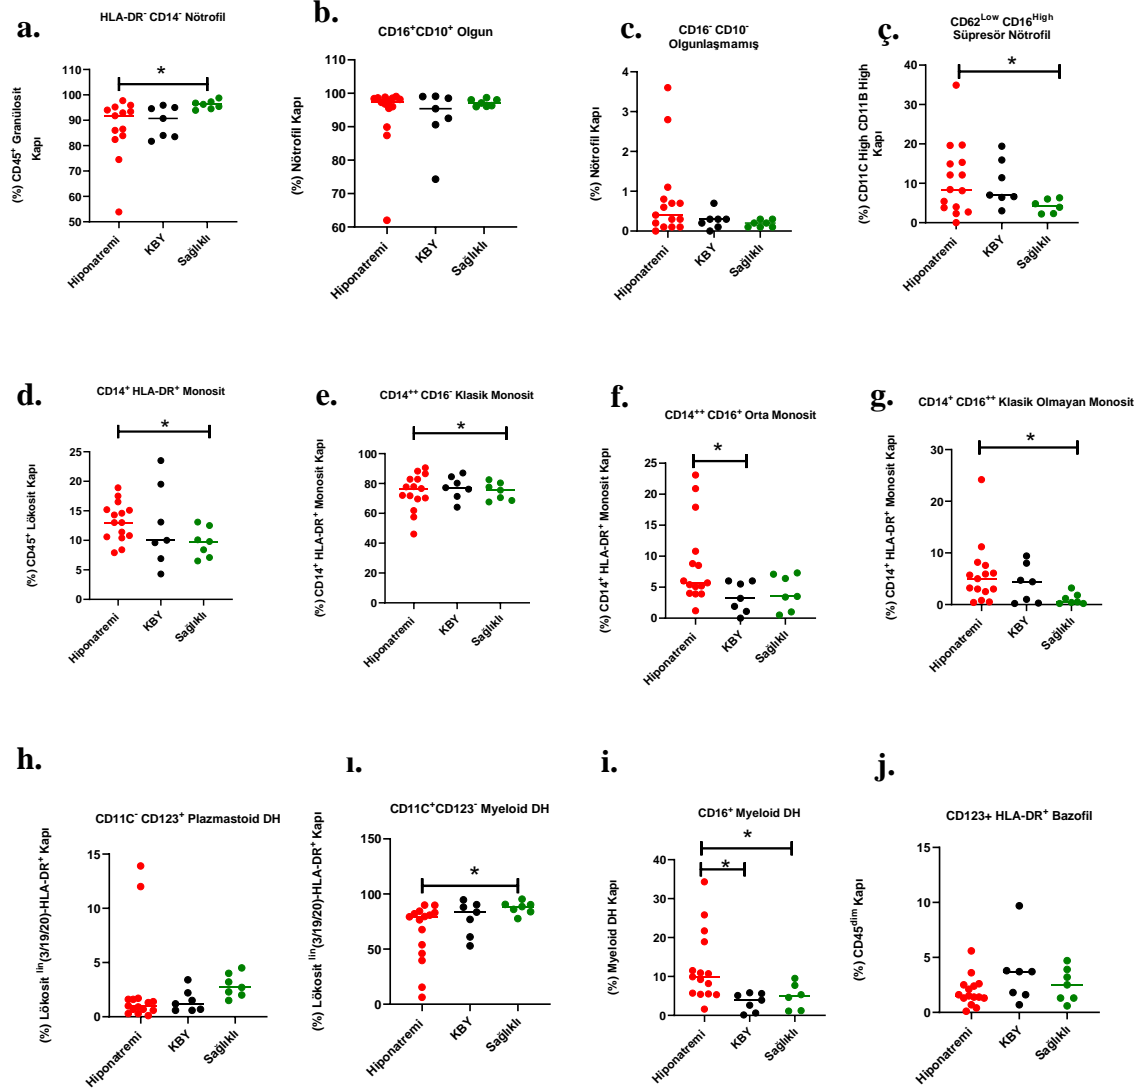 a.
HLA-DR⁻ CD14⁻ Nötrofil
(%) CD45⁺ Granülosit
Kapı
*
110
100
90
80
70
60
50
Hiponatremi
KBY
Sağlıklı
b.
CD16⁺CD10⁺ Olgun
(%) Nötrofil Kapı
110
100
90
80
70
60
Hiponatremi
KBY
Sağlıklı
c.
CD16⁻ CD10⁻
Olgunlaşmamış
(%) Nötrofil Kapı
4
3
2
1
0
Hiponatremi
KBY
Sağlıklı
ç.
CD62ᴸᵒʷ CD16ᴴⁱᵍʰ
Süpresör Nötrofil
(%) CD11C High CD11B High
Kapı
*
40
30
20
10
0
Hiponatremi
KBY
Sağlıklı
d.
CD14⁺ HLA-DR⁺ Monosit
(%) CD45⁺ Lökosit Kapı
*
25
20
15
10
5
0
Hiponatremi
KBY
Sağlıklı
e.
CD14⁺⁺ CD16⁻ Klasik Monosit
(%) CD14⁺ HLA-DR⁺ Monosit Kapı
*
100
80
60
40
20
0
Hiponatremi
KBY
Sağlıklı
f.
CD14⁺⁺ CD16⁺ Orta Monosit
(%) CD14⁺ HLA-DR⁺ Monosit Kapı
*
25
20
15
10
5
0
Hiponatremi
KBY
Sağlıklı
g.
CD14⁺ CD16⁺⁺ Klasik Olmayan Monosit
(%) CD14⁺ HLA-DR⁺ Monosit Kapı
*
30
20
10
0
Hiponatremi
KBY
Sağlıklı
h.
CD11C⁻ CD123⁺ Plazmastoid DH
(%) Lökosit ˡⁱⁿ(3/19/20)-HLA-DR⁺ Kapı
15
10
5
0
Hiponatremi
KBY
Sağlıklı
ı.
CD11C⁺CD123⁻ Myeloid DH
(%) Lökosit ˡⁱⁿ(3/19/20)-HLA-DR⁺ Kapı
*
150
100
50
0
Hiponatremi
KBY
Sağlıklı
i.
CD16⁺ Myeloid DH
(%) Myeloid DH Kapı
*
*
40
30
20
10
0
Hiponatremi
KBY
Sağlıklı
j.
CD123+ HLA-DR⁺ Bazofil
(%) CD45ᵈⁱᵐ Kapı
15
10
5
0
Hiponatremi
KBY
Sağlıklı